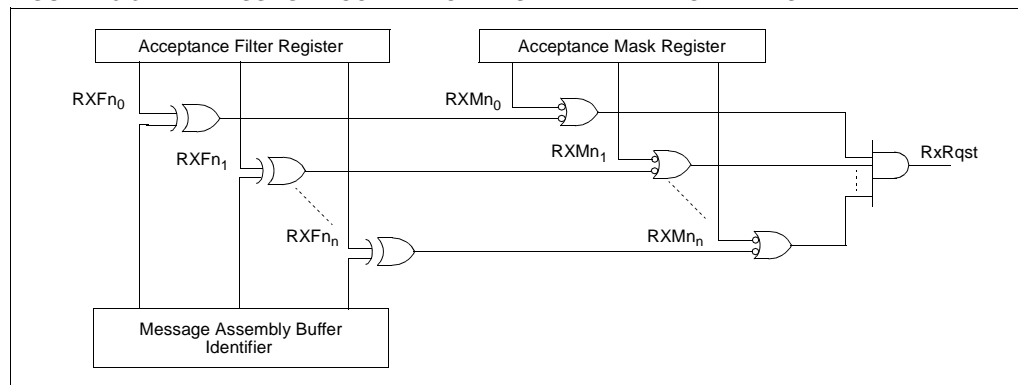 Acceptance Filter Register
Acceptance Mask Register
RXFn0
RXMn0
RXFn1
RXMn1
RxRqst
RXFnn
RXMnn
Message Assembly Buffer
Identifier